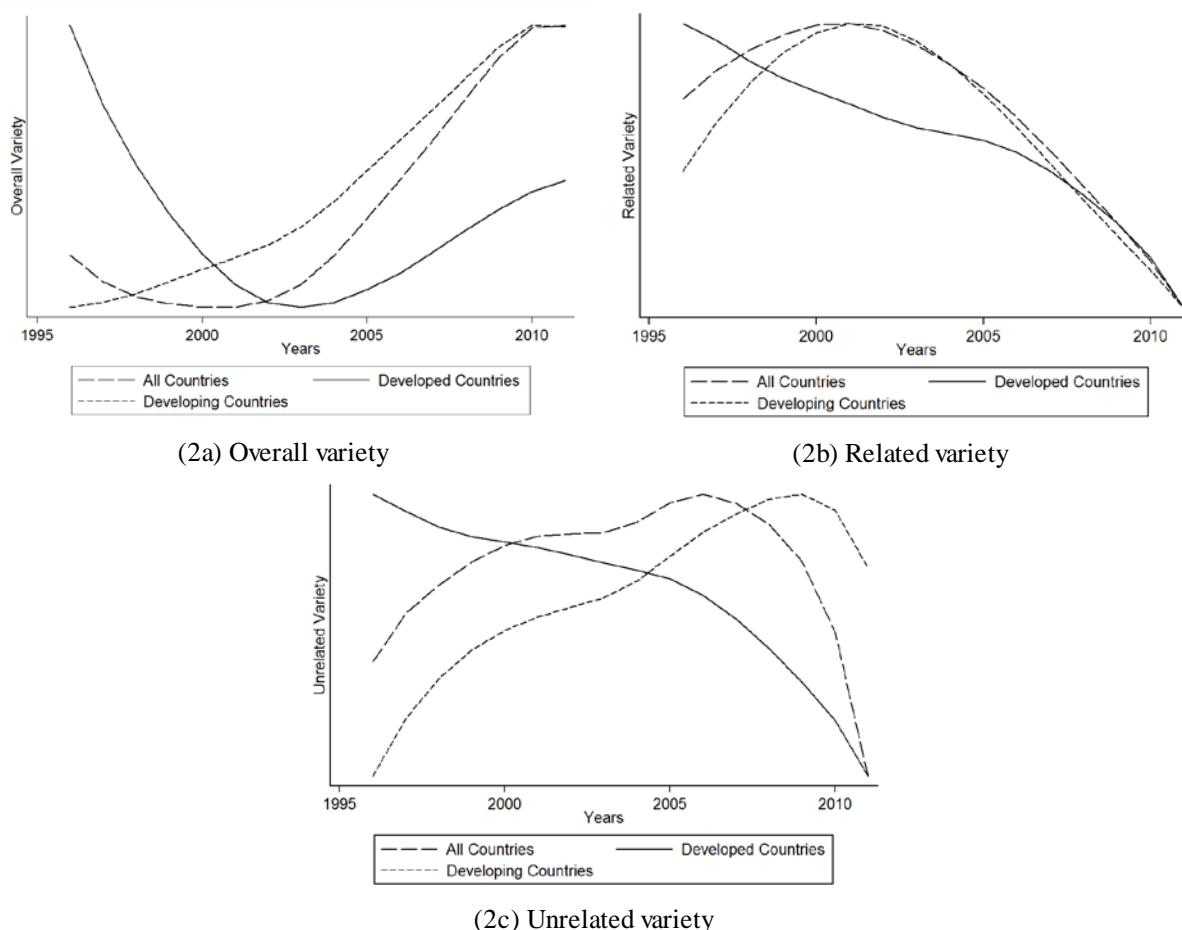 Overall Variety
1995 2000 2005 2010
Years
All Countries Developed Countries
Developing Countries
(2a) Overall variety
Related Variety
1995 2000 2005 2010
Years
All Countries Developed Countries
Developing Countries
(2b) Related variety
Unrelated Variety
1995 2000 2005 2010
Years
All Countries Developed Countries
Developing Countries
(2c) Unrelated variety